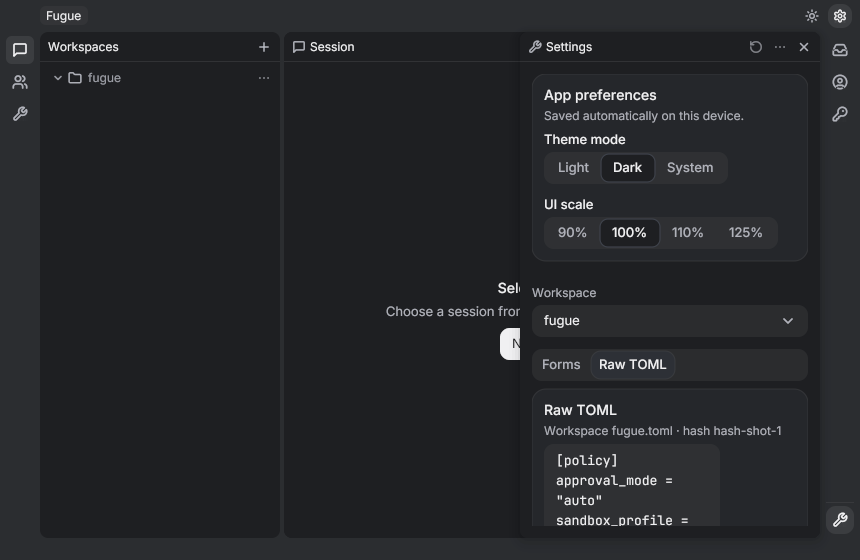 Fugue
Workspaces
fugue
Session
Choose a session
Settings
App preferences
Saved automatically on this device.
Theme mode
Light Dark System
UI scale
90% 100% 110% 125%
Workspace
fugue
Forms Raw TOML
Raw TOML
Workspace fugue.toml · hash hash-shot-1
[policy]
approval_mode =
"auto"
sandbox_profile =